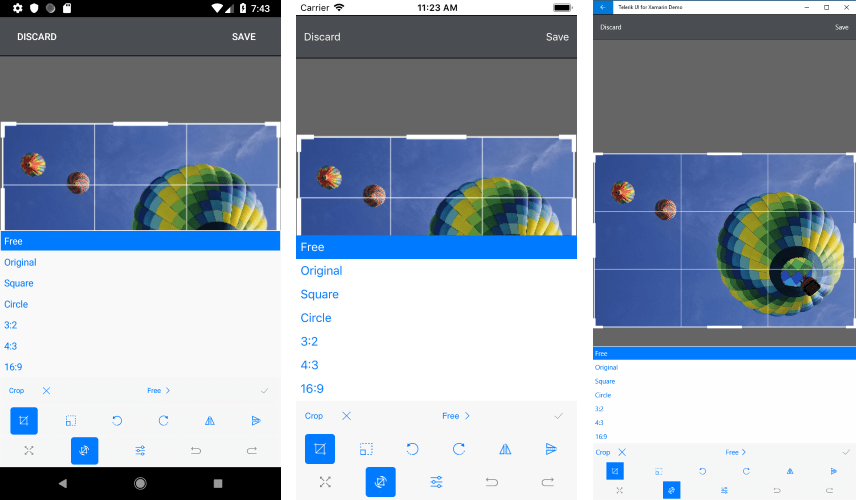 7:43
DISCARD SAVE
Free
Original
Square
Circle
3:2
4:3
16:9
Crop Free
Carrier 11:23 AM
Discard Save
Free
Original
Square
Circle
3:2
4:3
16:9
Crop Free
Telerik UI for Xamarin Demo
Discard Save
Free
Original
Square
Circle
3:2
4:3
16:9
Crop Free